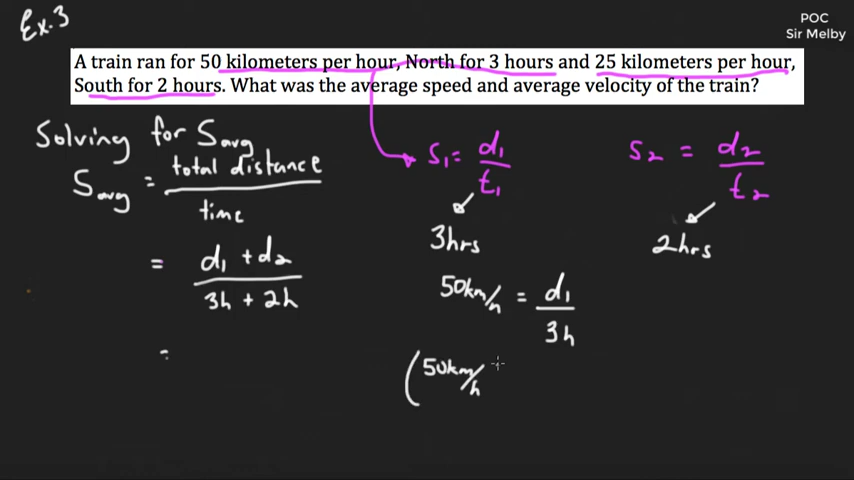 Ex.3
POC
Sir Melby
A train ran for 50 kilometers per hour, North for 3 hours and 25 kilometers per hour,
South for 2 hours. What was the average speed and average velocity of the train?
Solving for Savg
Savg = total distance / time
= d₁ + d₂ / 3h + 2h
=
S₁ = d₁ / t₁
3hrs
50km/h = d₁ / 3h
(50km/h
S₂ = d₂ / t₂
2hrs